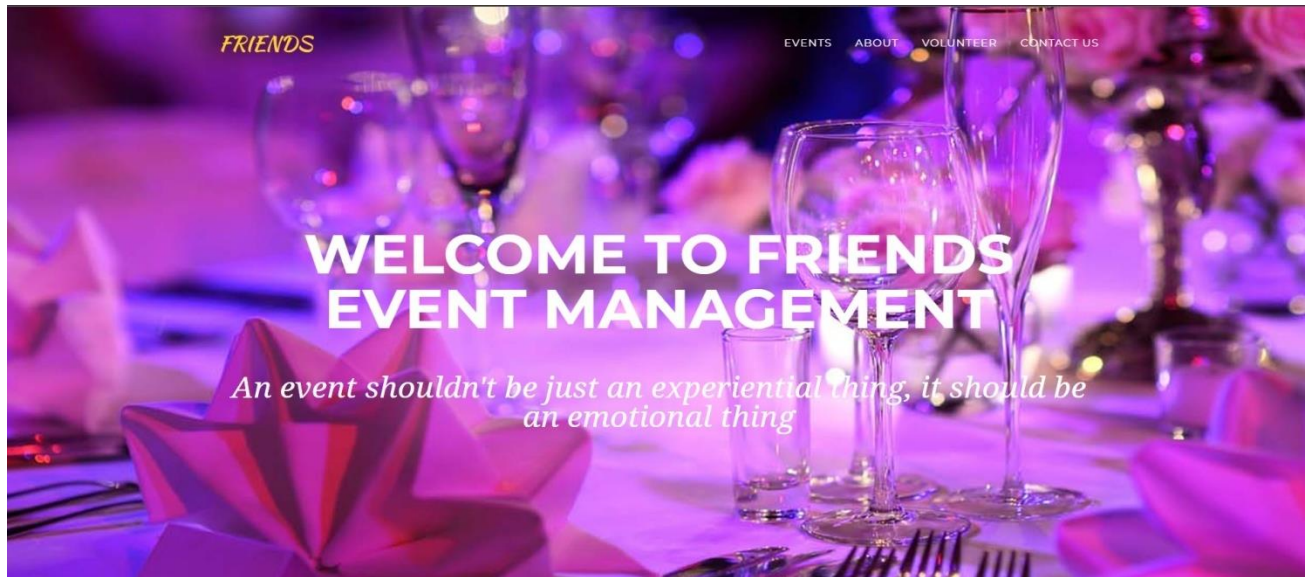 FRIENDS
EVENTS ABOUT VOLUNTEER CONTACT US
WELCOME TO FRIENDS
EVENT MANAGEMENT
An event shouldn't be just an experiential thing, it should be
an emotional thing